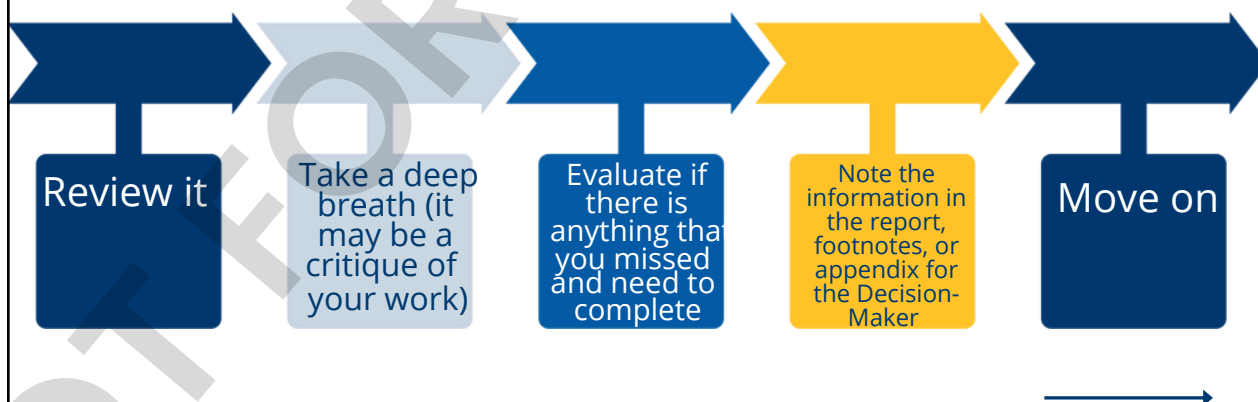 Review it
Take a deep
breath (it
may be a
critique of
your work)
Evaluate if
there is
anything that
you missed
and need to
complete
Note the
information in
the report,
footnotes, or
appendix for
the Decision-
Maker
Move on